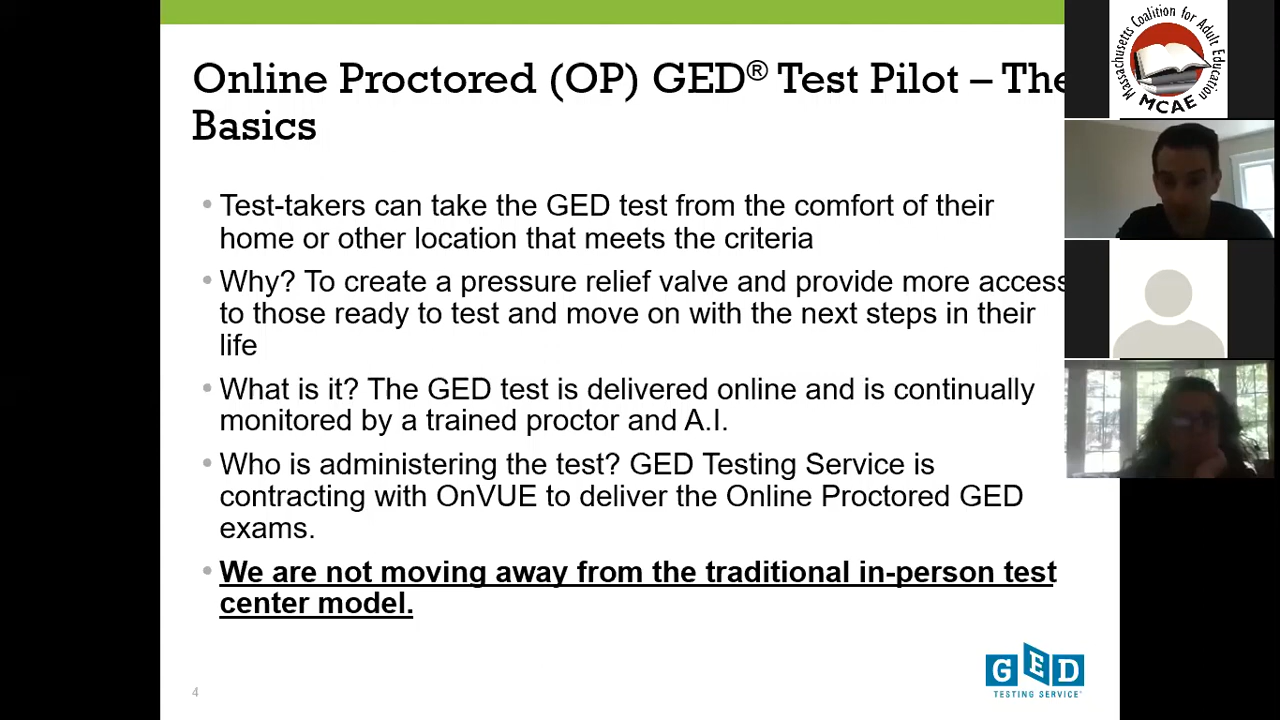 Online Proctored (OP) GED® Test Pilot – The
Basics
• Test-takers can take the GED test from the comfort of their
home or other location that meets the criteria
• Why? To create a pressure relief valve and provide more access
to those ready to test and move on with the next steps in their
life
• What is it? The GED test is delivered online and is continually
monitored by a trained proctor and A.I.
• Who is administering the test? GED Testing Service is
contracting with OnVUE to deliver the Online Proctored GED
exams.
• We are not moving away from the traditional in-person test
center model.
4
GED
TESTING SERVICE®
Massachusetts Coalition for Adult Education
MCAE